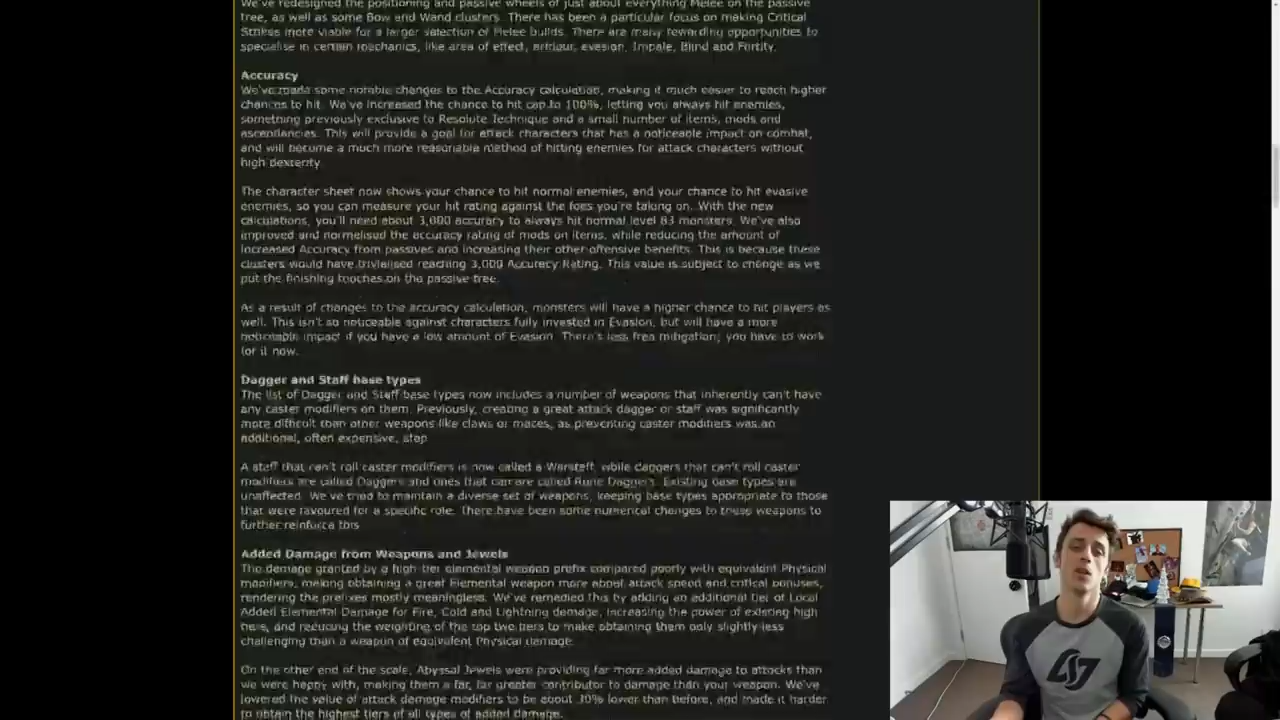 We've redesigned the positioning and passive wheels of just about everything Melee on the passive
tree, as well as some Bow and Wand clusters. There has been a particular focus on making Critical
Strikes more viable for a larger selection of Melee builds. There are many rewarding opportunities to
specialise in certain mechanics, like area of effect, armour, evasion, Impale, Blind and Fortify.
Accuracy
We've made some notable changes to the Accuracy calculation, making it much easier to reach higher
chances to hit. We've increased the chance to hit cap to 100%, letting you always hit enemies,
something previously exclusive to Resolute Technique and a small number of items, mods and
ascendancies. This will provide a goal for attack characters that has a noticeable impact on combat,
and will become a much more reasonable method of hitting enemies for attack characters without
high dexterity.
The character sheet now shows your chance to hit normal enemies, and your chance to hit evasive
enemies, so you can measure your hit rating against the foes you're taking on. With the new
calculations, you'll need about 3,000 accuracy to always hit normal level 83 monsters. We've also
improved and normalised the accuracy rating of mods on items, while reducing the amount of
Increased Accuracy from passives and increasing their other offensive benefits. This is because these
clusters would have trivialised reaching 3,000 Accuracy Rating. This value is subject to change as we
put the finishing touches on the passive tree.
As a result of changes to the accuracy calculation, monsters will have a higher chance to hit players as
well. This isn't so noticeable against characters fully invested in Evasion, but will have a more
noticeable impact if you have a low amount of Evasion. There's less free mitigation; you have to work
for it now.
Dagger and Staff base types
The list of Dagger and Staff base types now includes a number of weapons that inherently can't have
any caster modifiers on them. Previously, creating a great attack dagger or staff was significantly
more difficult than other weapons like claws or maces, as preventing caster modifiers was an
additional, often expensive, step.
A staff that can't roll caster modifiers is now called a Warstaff, while daggers that can't roll caster
modifiers are called Daggers and ones that can are called Rune Daggers. Existing base types are
unaffected. We've tried to maintain a diverse set of weapons, keeping base types appropriate to those
that were favoured for a specific role. There have been some numerical changes to these weapons to
further reinforce this.
Added Damage from Weapons and Jewels
The damage granted by a high tier elemental weapon prefix compared poorly with equivalent Physical
modifiers, making obtaining a great Elemental weapon more about attack speed and critical bonuses,
rendering the prefixes mostly meaningless. We've remedied this by adding an additional tier of Local
Added Elemental Damage for Fire, Cold and Lightning damage, increasing the power of existing high
tiers, and reducing the weighting of the top two tiers to make obtaining them only slightly less
challenging than a weapon of equivalent Physical damage.
On the other end of the scale, Abyssal Jewels were providing far more added damage to attacks than
we were happy with, making them a far, far greater contributor to damage than your weapon. We've
lowered the value of attack damage modifiers to be about 30% lower than before, and made it harder
to obtain the highest tiers of all types of added damage.